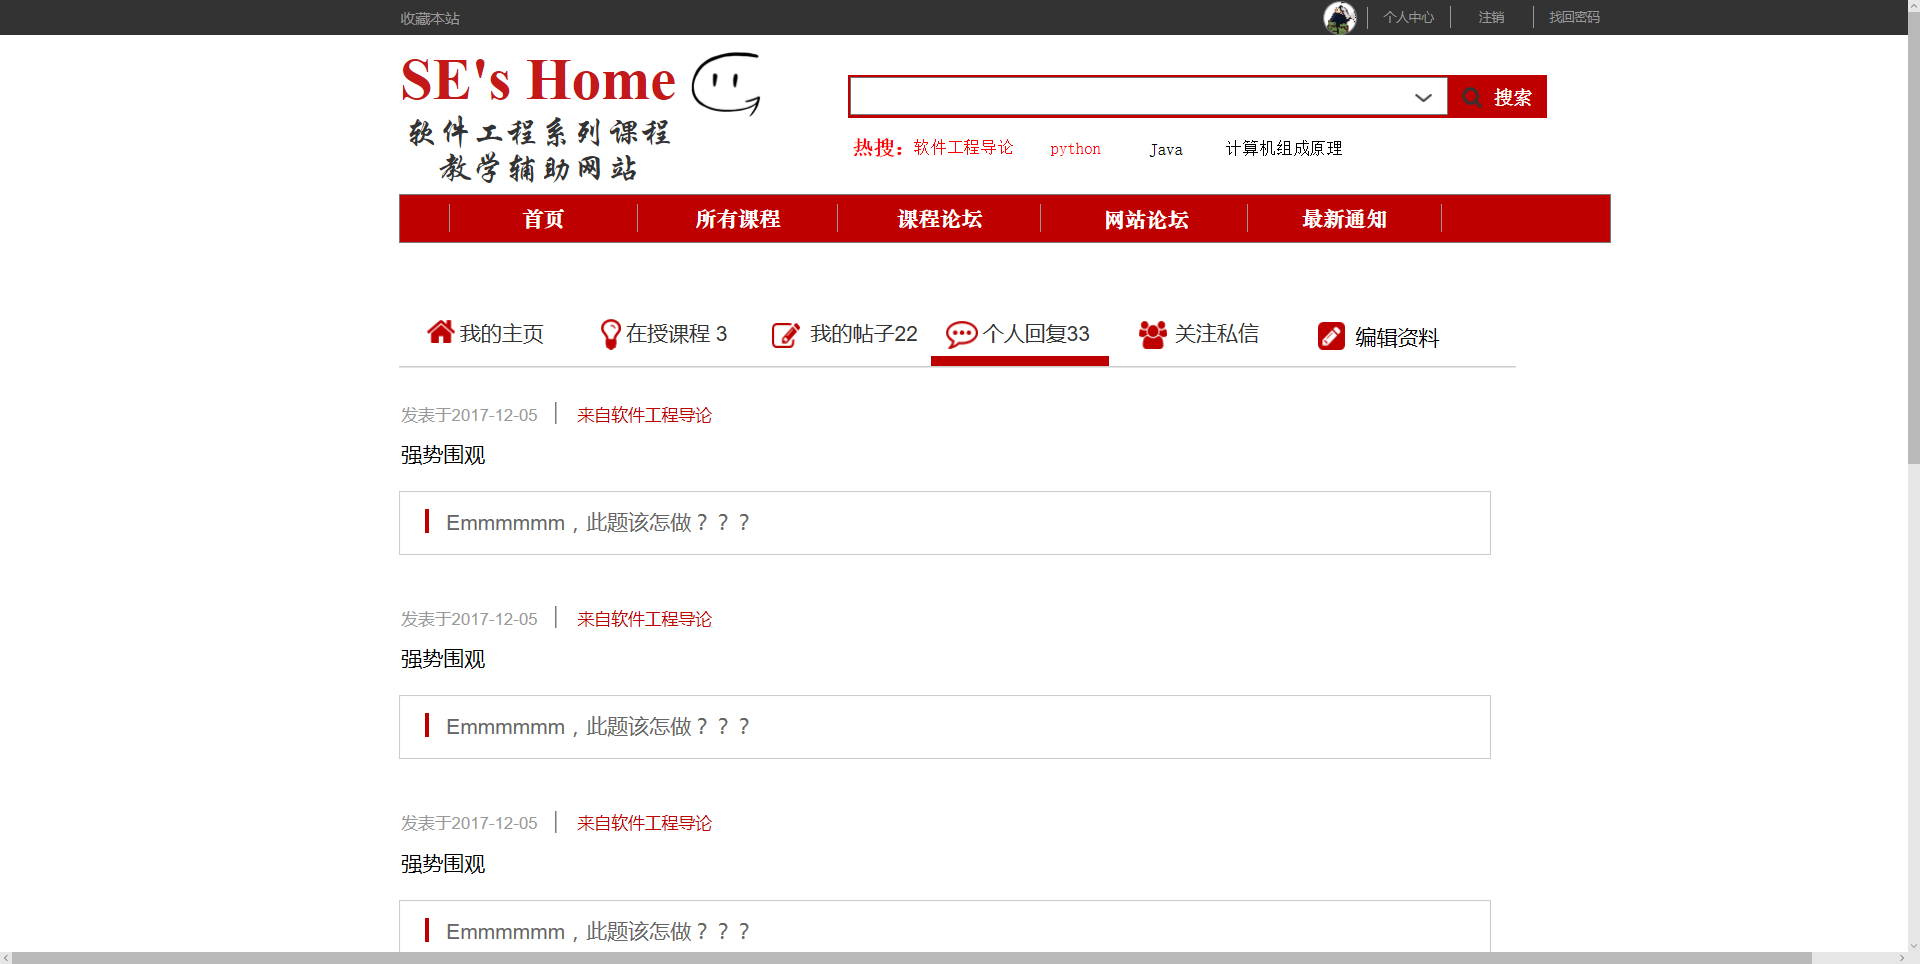 收藏本站
个人中心 注销 找回密码
SE's Home
软件工程系列课程
教学辅助网站
搜索
热搜：软件工程导论 python Java 计算机组成原理
首页 所有课程 课程论坛 网站论坛 最新通知
我的主页 在授课程 3 我的帖子22 个人回复33 关注私信 编辑资料
发表于2017-12-05 来自软件工程导论
强势围观
Emmmmmm，此题该怎做？？？
发表于2017-12-05 来自软件工程导论
强势围观
Emmmmmm，此题该怎做？？？
发表于2017-12-05 来自软件工程导论
强势围观
Emmmmmm，此题该怎做？？？